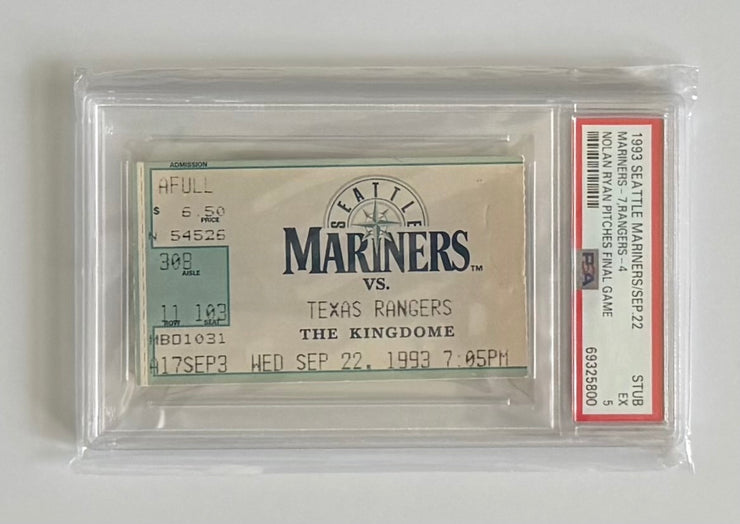 ADMISSION
AFULL
$ 6.50
PRICE
N 54526
308
AISLE
11 103
ROW SEAT
MBD1031
A17SEP3
SEATTLE
MARINERS™
VS.
TEXAS RANGERS
THE KINGDOME
WED SEP 22, 1993 7:05PM
1993 SEATTLE MARINERS/SEP.22 STUB
MARINERS - 7,RANGERS - 4 EX
NOLAN RYAN PITCHES FINAL GAME 5
PSA
69325800